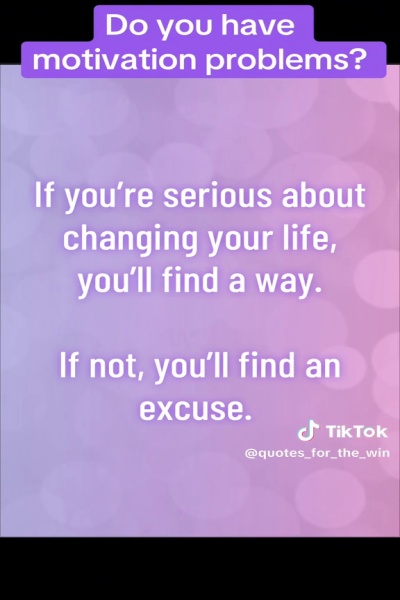 Do you have
motivation problems?
If you’re serious about
changing your life,
you’ll find a way.
If not, you’ll find an
excuse.
TikTok
@quotes_for_the_win